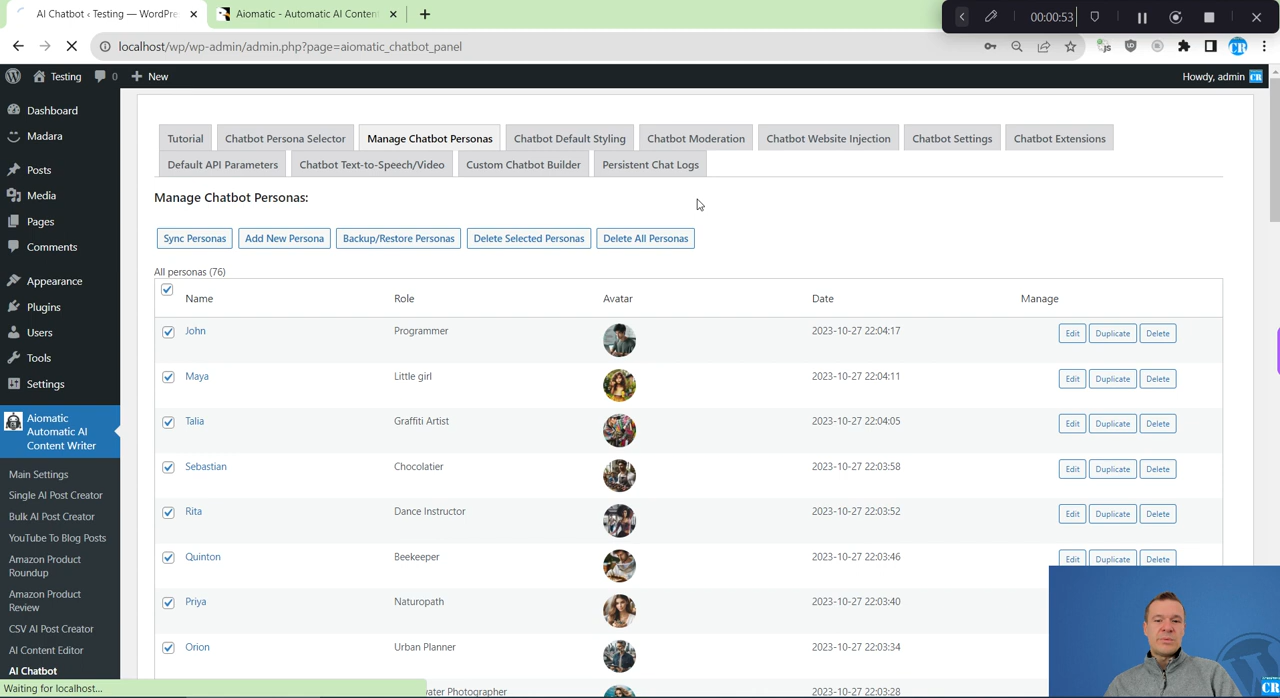 AI Chatbot ‹ Testing — WordPre
Aiomatic - Automatic AI Conten
00:00:53
localhost/wp/wp-admin/admin.php?page=aiomatic_chatbot_panel
CR
Testing
0
New
Howdy, admin
CR
Dashboard
Madara
Posts
Media
Pages
Comments
Appearance
Plugins
Users
Tools
Settings
Aiomatic
Automatic AI
Content Writer
Main Settings
Single AI Post Creator
Bulk AI Post Creator
YouTube To Blog Posts
Amazon Product
Roundup
Amazon Product
Review
CSV AI Post Creator
AI Content Editor
AI Chatbot
Tutorial
Chatbot Persona Selector
Manage Chatbot Personas
Chatbot Default Styling
Chatbot Moderation
Chatbot Website Injection
Chatbot Settings
Chatbot Extensions
Default API Parameters
Chatbot Text-to-Speech/Video
Custom Chatbot Builder
Persistent Chat Logs
Manage Chatbot Personas:
Sync Personas
Add New Persona
Backup/Restore Personas
Delete Selected Personas
Delete All Personas
All personas (76)
Name Role Avatar Date Manage
John Programmer 2023-10-27 22:04:17 Edit Duplicate Delete
Maya Little girl 2023-10-27 22:04:11 Edit Duplicate Delete
Talia Graffiti Artist 2023-10-27 22:04:05 Edit Duplicate Delete
Sebastian Chocolatier 2023-10-27 22:03:58 Edit Duplicate Delete
Rita Dance Instructor 2023-10-27 22:03:52 Edit Duplicate Delete
Quinton Beekeeper 2023-10-27 22:03:46 Edit Duplicate Delete
Priya Naturopath 2023-10-27 22:03:40
Orion Urban Planner 2023-10-27 22:03:34
Photographer 2023-10-27 22:03:28
Waiting for localhost...
CR